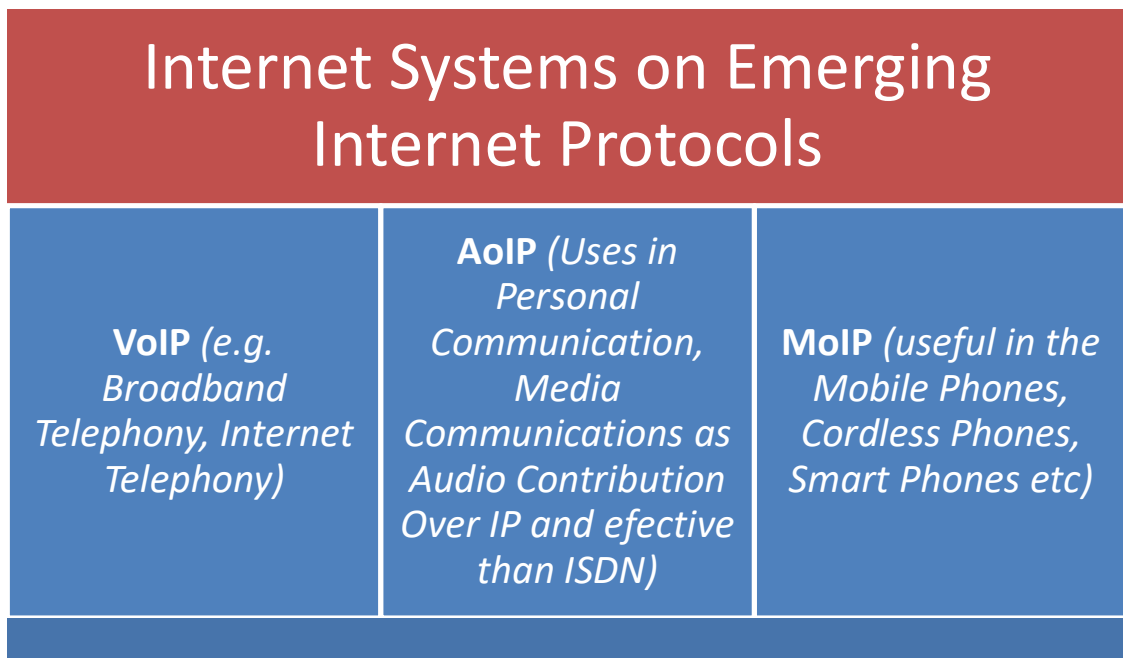 Internet Systems on Emerging
Internet Protocols
VoIP (e.g.
Broadband
Telephony, Internet
Telephony)
AoIP (Uses in
Personal
Communication,
Media
Communications as
Audio Contribution
Over IP and efective
than ISDN)
MoIP (useful in the
Mobile Phones,
Cordless Phones,
Smart Phones etc)